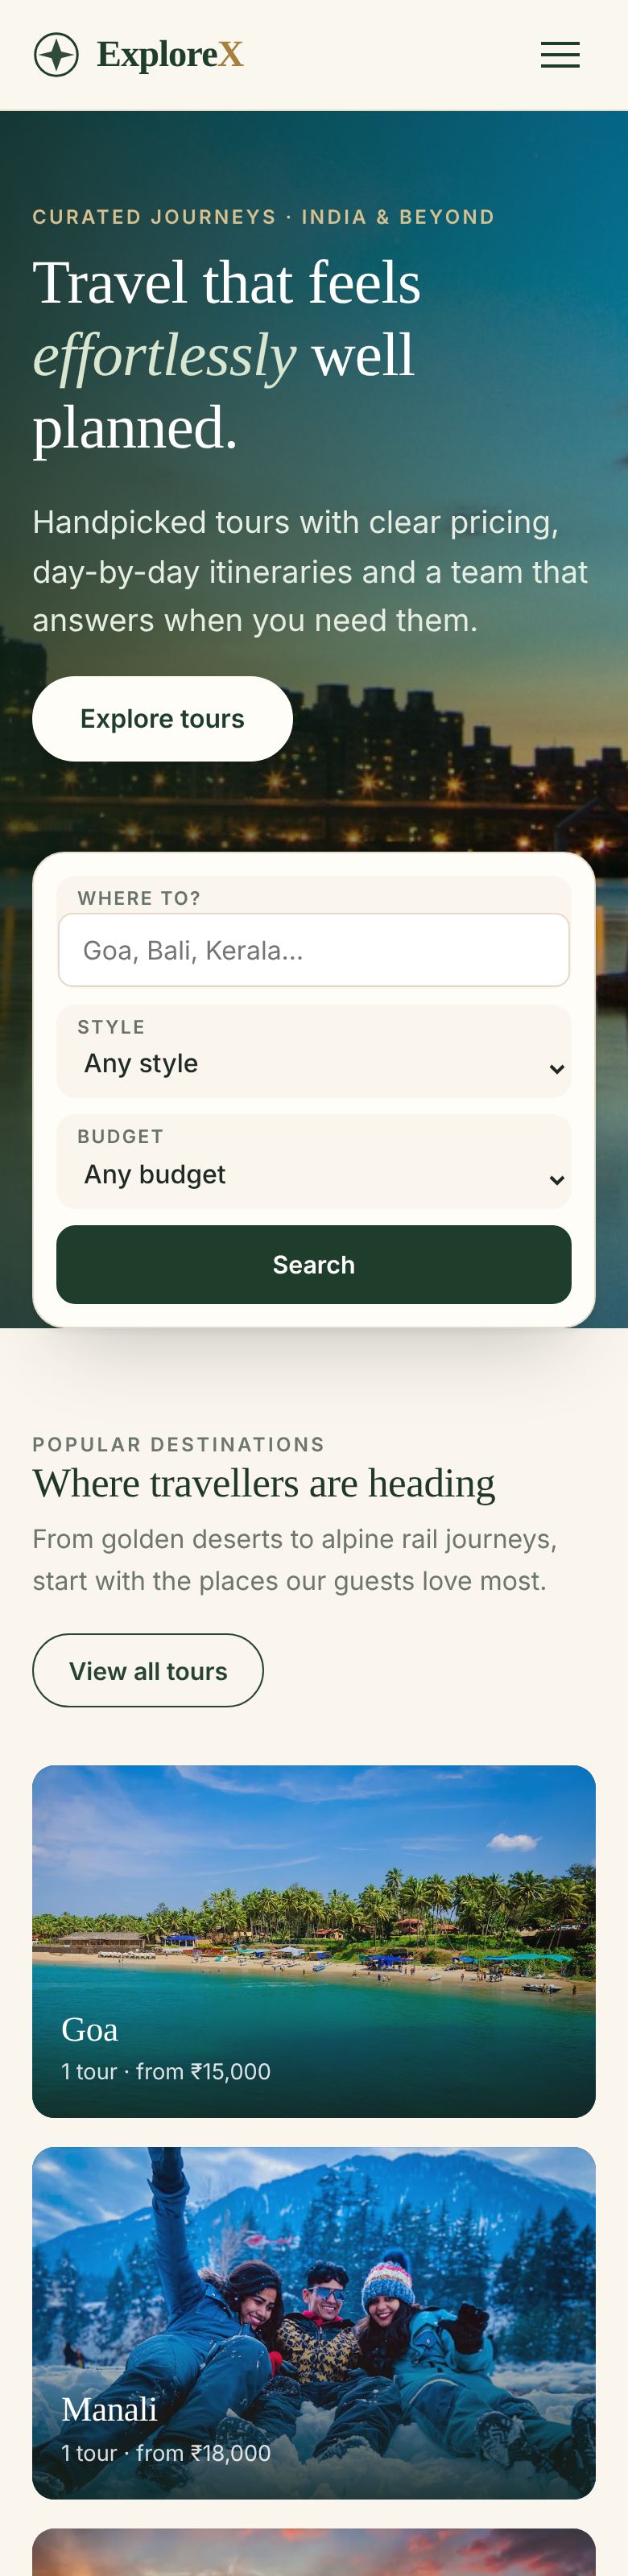 ExploreX
CURATED JOURNEYS · INDIA & BEYOND
Travel that feels
effortlessly well
planned.
Handpicked tours with clear pricing,
day-by-day itineraries and a team that
answers when you need them.
Explore tours
WHERE TO?
Goa, Bali, Kerala...
STYLE
Any style
BUDGET
Any budget
Search
POPULAR DESTINATIONS
Where travellers are heading
From golden deserts to alpine rail journeys,
start with the places our guests love most.
View all tours
Goa
1 tour · from ₹15,000
Manali
1 tour · from ₹18,000